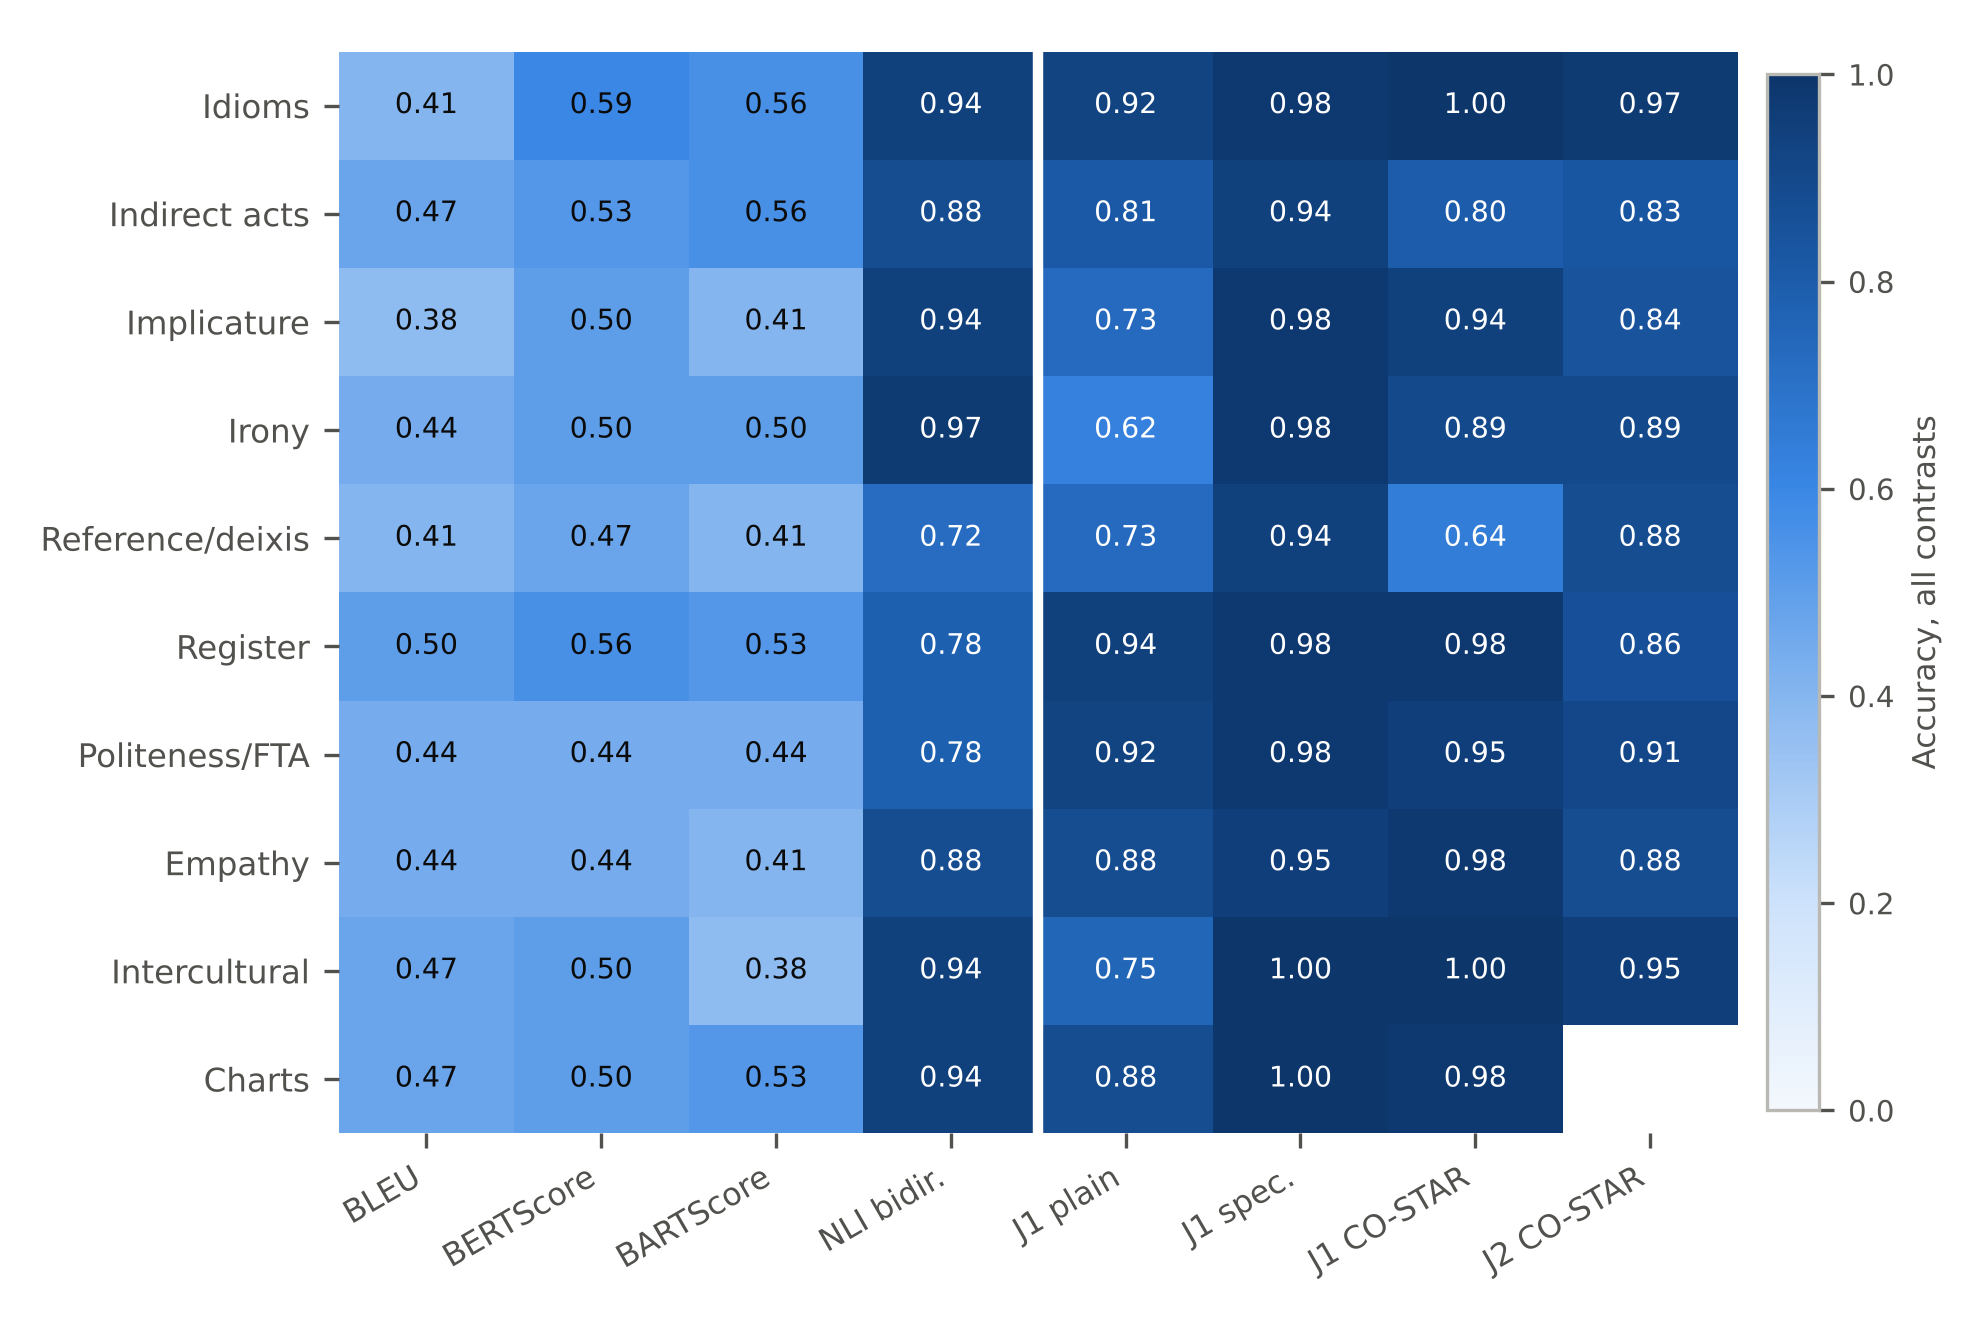 Idioms 0.41 0.59 0.56 0.94 0.92 0.98 1.00 0.97
Indirect acts 0.47 0.53 0.56 0.88 0.81 0.94 0.80 0.83
Implicature 0.38 0.50 0.41 0.94 0.73 0.98 0.94 0.84
Irony 0.44 0.50 0.50 0.97 0.62 0.98 0.89 0.89
Reference/deixis 0.41 0.47 0.41 0.72 0.73 0.94 0.64 0.88
Register 0.50 0.56 0.53 0.78 0.94 0.98 0.98 0.86
Politeness/FTA 0.44 0.44 0.44 0.78 0.92 0.98 0.95 0.91
Empathy 0.44 0.44 0.41 0.88 0.88 0.95 0.98 0.88
Intercultural 0.47 0.50 0.38 0.94 0.75 1.00 1.00 0.95
Charts 0.47 0.50 0.53 0.94 0.88 1.00 0.98
BLEU BERTScore BARTScore NLI bidir. J1 plain J1 spec. J1 CO-STAR J2 CO-STAR
1.0
0.8
0.6
0.4
0.2
0.0
Accuracy, all contrasts